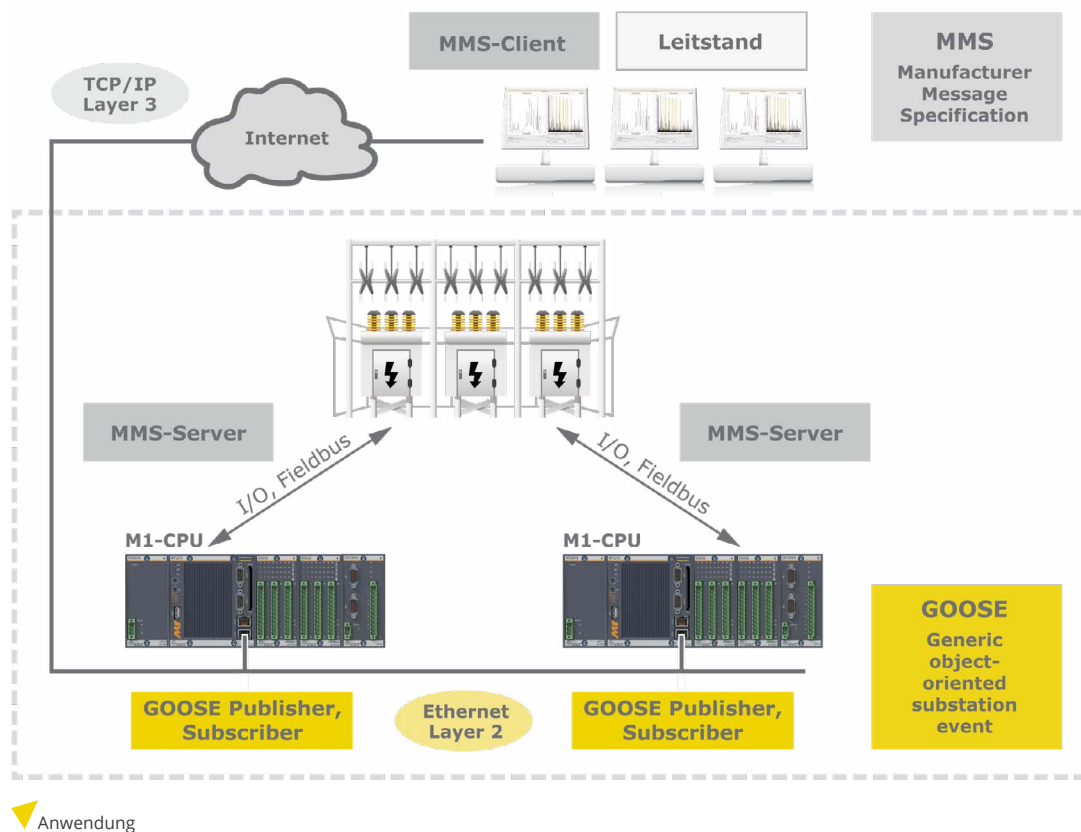 MMS-Client
Leitstand
MMS
Manufacturer
Message
Specification
TCP/IP
Layer 3
Internet
MMS-Server
I/O, Fieldbus
I/O, Fieldbus
MMS-Server
M1-CPU
M1-CPU
GOOSE
Generic
object-
oriented
substation
event
GOOSE Publisher,
Subscriber
Ethernet
Layer 2
GOOSE Publisher,
Subscriber
Anwendung